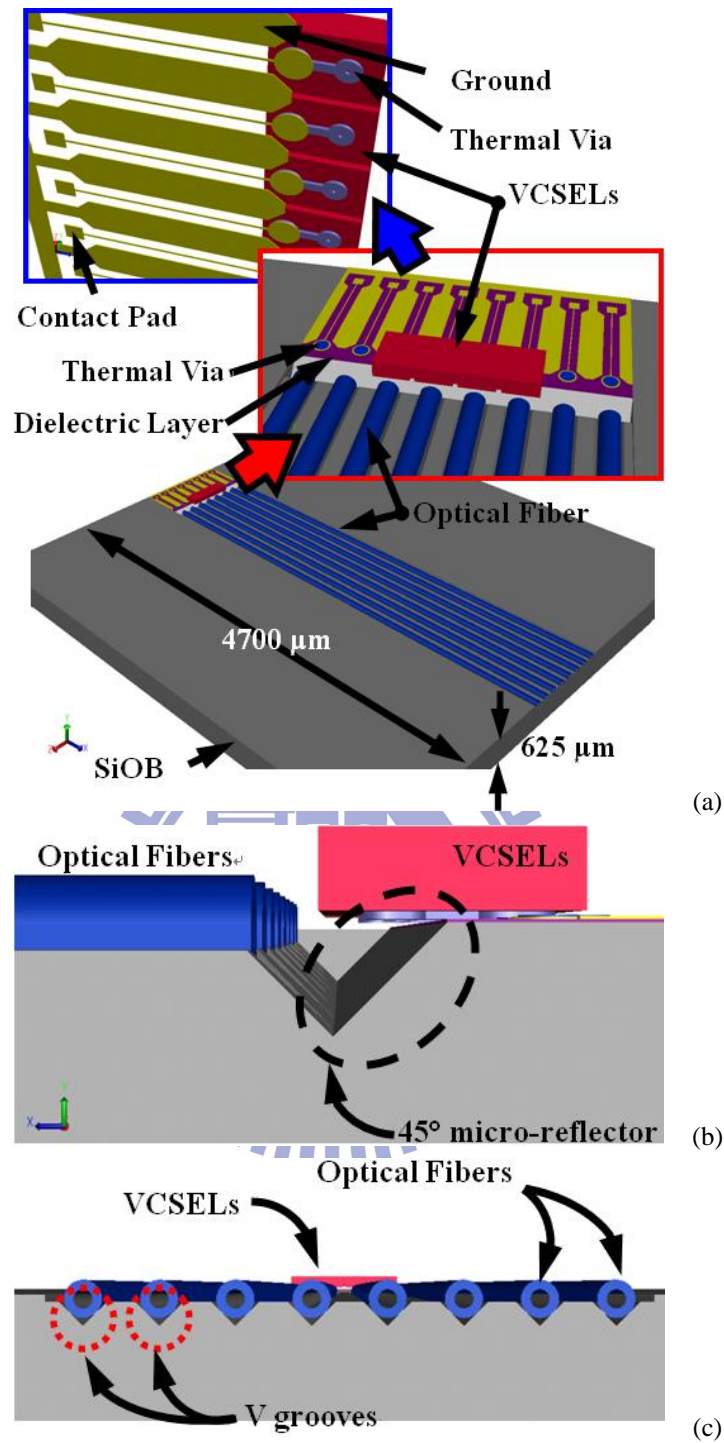 Ground
Thermal Via
VCSELs
Contact Pad
Thermal Via
Dielectric Layer
Optical Fiber
4700 µm
625 µm
SiOB
(a)
Optical Fibers
VCSELs
45° micro-reflector
(b)
Optical Fibers
VCSELs
V grooves
(c)